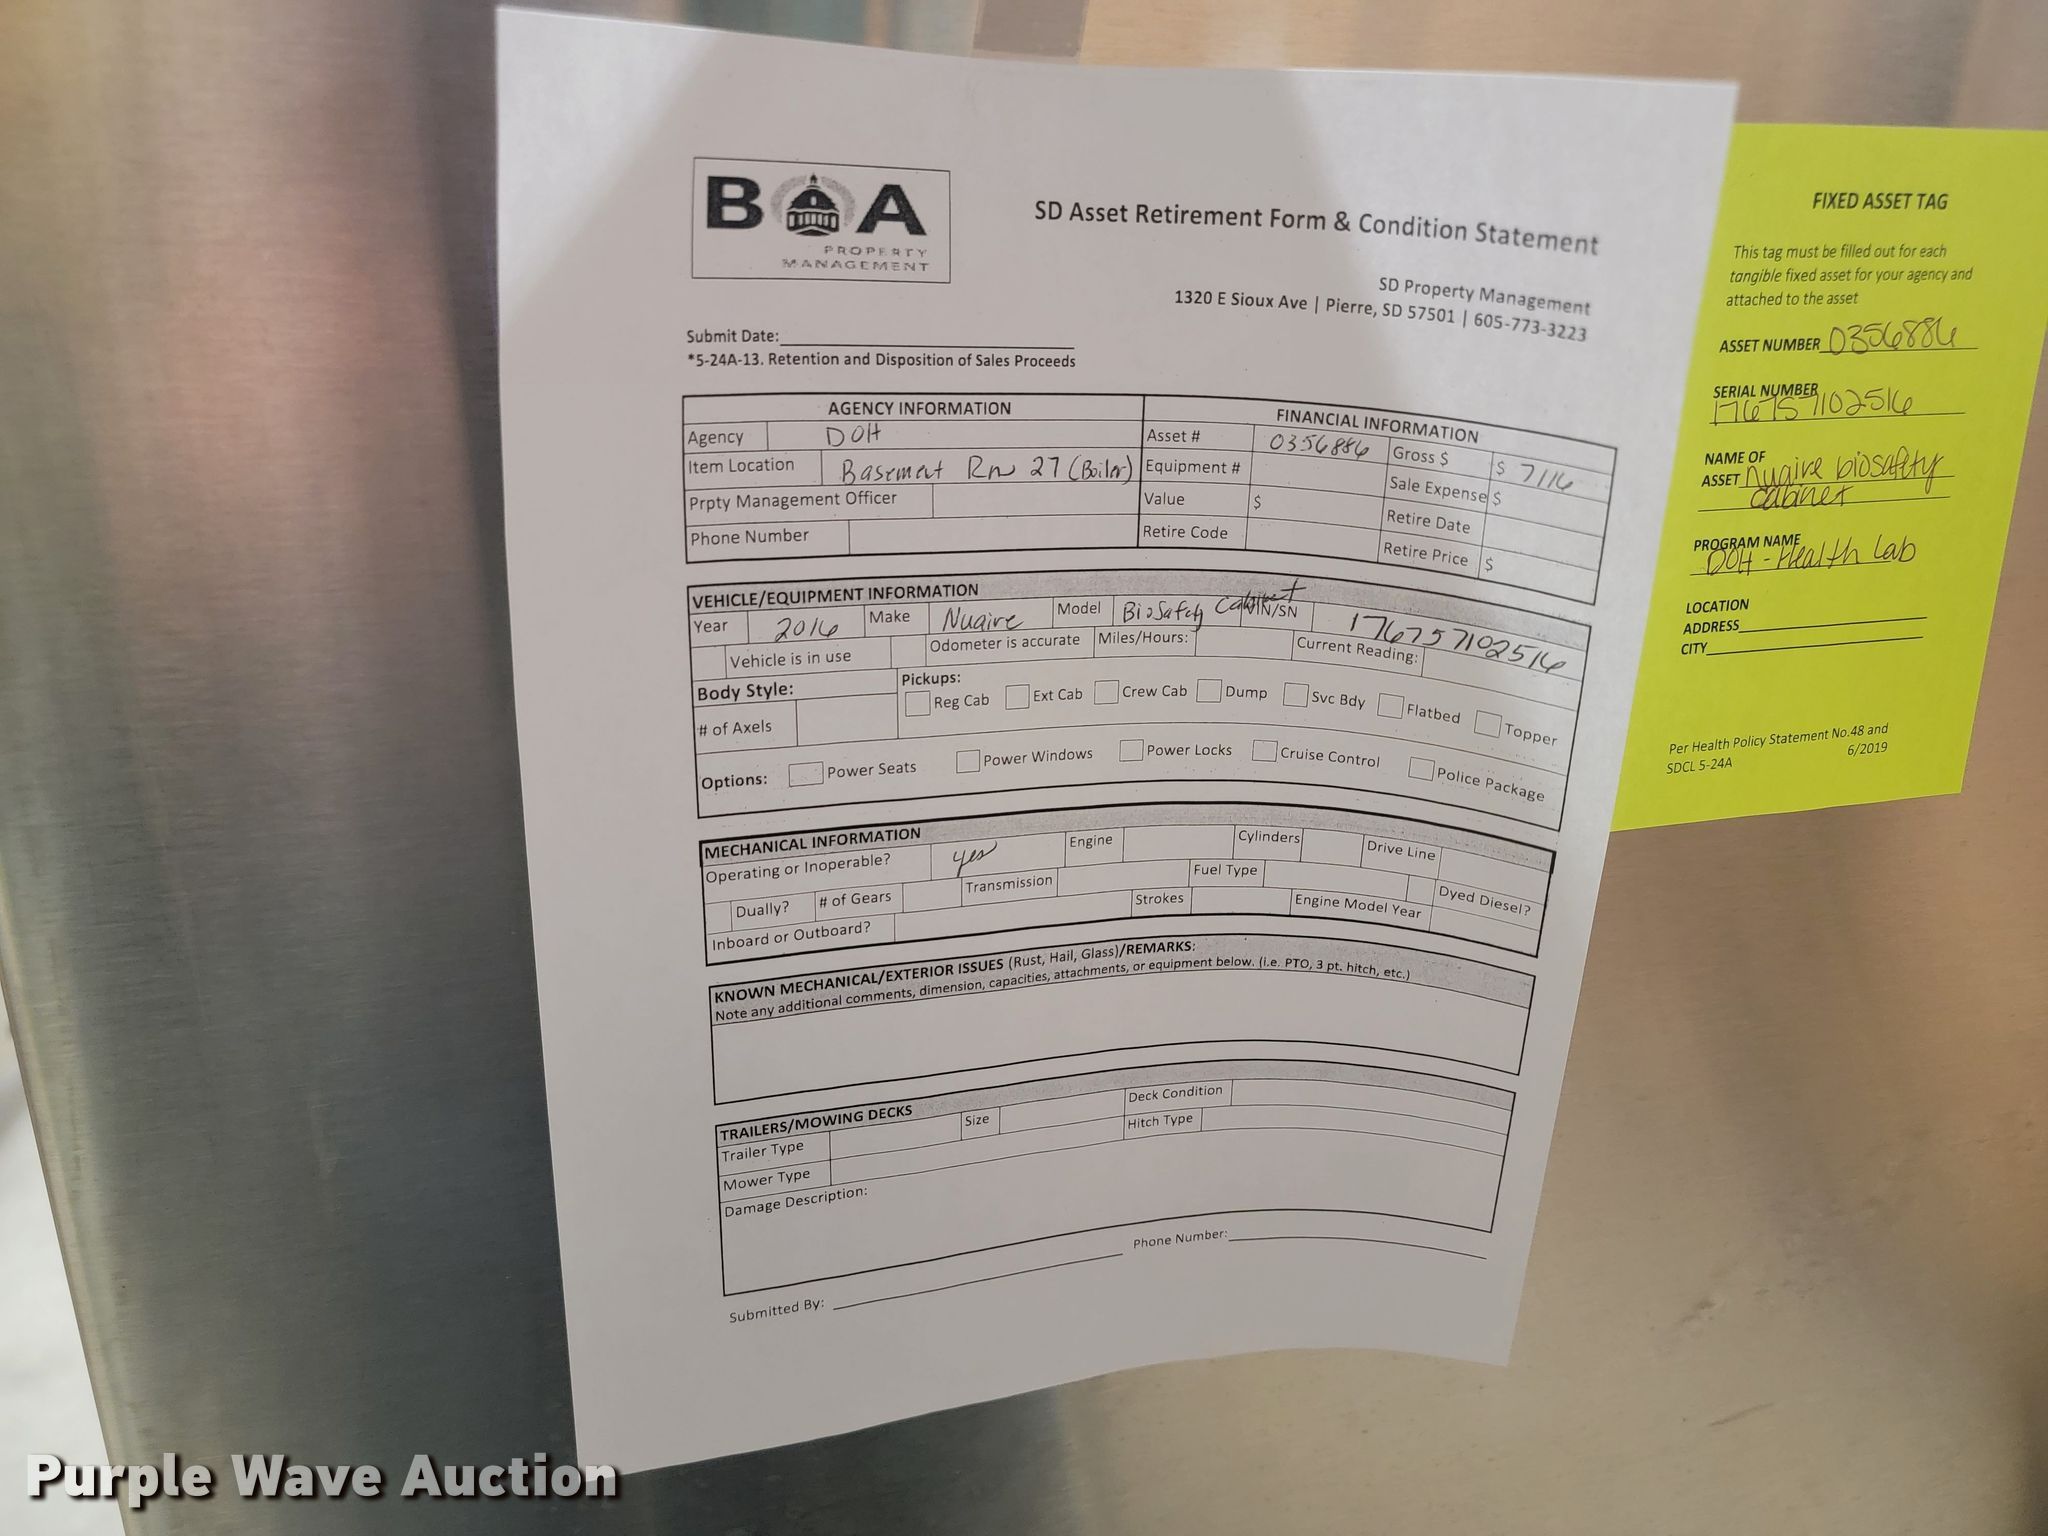 BOA
PROPERTY
MANAGEMENT
SD Asset Retirement Form & Condition Statement
SD Property Management
1320 E Sioux Ave | Pierre, SD 57501 | 605-773-3223
Submit Date:
*5-24A-13. Retention and Disposition of Sales Proceeds
AGENCY INFORMATION
Agency DOH
Item Location Basement Rm 27 (Boiler)
Prpty Management Officer
Phone Number
FINANCIAL INFORMATION
Asset # 0356886 Gross $ $ 7116
Equipment # Sale Expense $
Value $ Retire Date
Retire Code Retire Price $
VEHICLE/EQUIPMENT INFORMATION
Year 2016 Make Nuaire Model BioSafety Cabinet VIN/SN 176757102516
Vehicle is in use Odometer is accurate Miles/Hours: Current Reading:
Body Style: Pickups:
Reg Cab Ext Cab Crew Cab Dump Svc Bdy Flatbed Topper
# of Axels
Options: Power Seats Power Windows Power Locks Cruise Control Police Package
MECHANICAL INFORMATION
Operating or Inoperable? yes Engine Cylinders Drive Line
Dually? # of Gears Transmission Fuel Type Dyed Diesel?
Inboard or Outboard? Strokes Engine Model Year
KNOWN MECHANICAL/EXTERIOR ISSUES (Rust, Hail, Glass)/REMARKS:
Note any additional comments, dimension, capacities, attachments, or equipment below. (i.e. PTO, 3 pt. hitch, etc.)
TRAILERS/MOWING DECKS
Trailer Type Size Deck Condition
Mower Type Hitch Type
Damage Description:
Submitted By: Phone Number:
FIXED ASSET TAG
This tag must be filled out for each
tangible fixed asset for your agency and
attached to the asset
ASSET NUMBER 0356886
SERIAL NUMBER
176757102516
NAME OF
ASSET Nuaire biosafety
cabinet
PROGRAM NAME
DOH - Health Lab
LOCATION
ADDRESS
CITY
Per Health Policy Statement No.48 and
SDCL 5-24A 6/2019
Purple Wave Auction